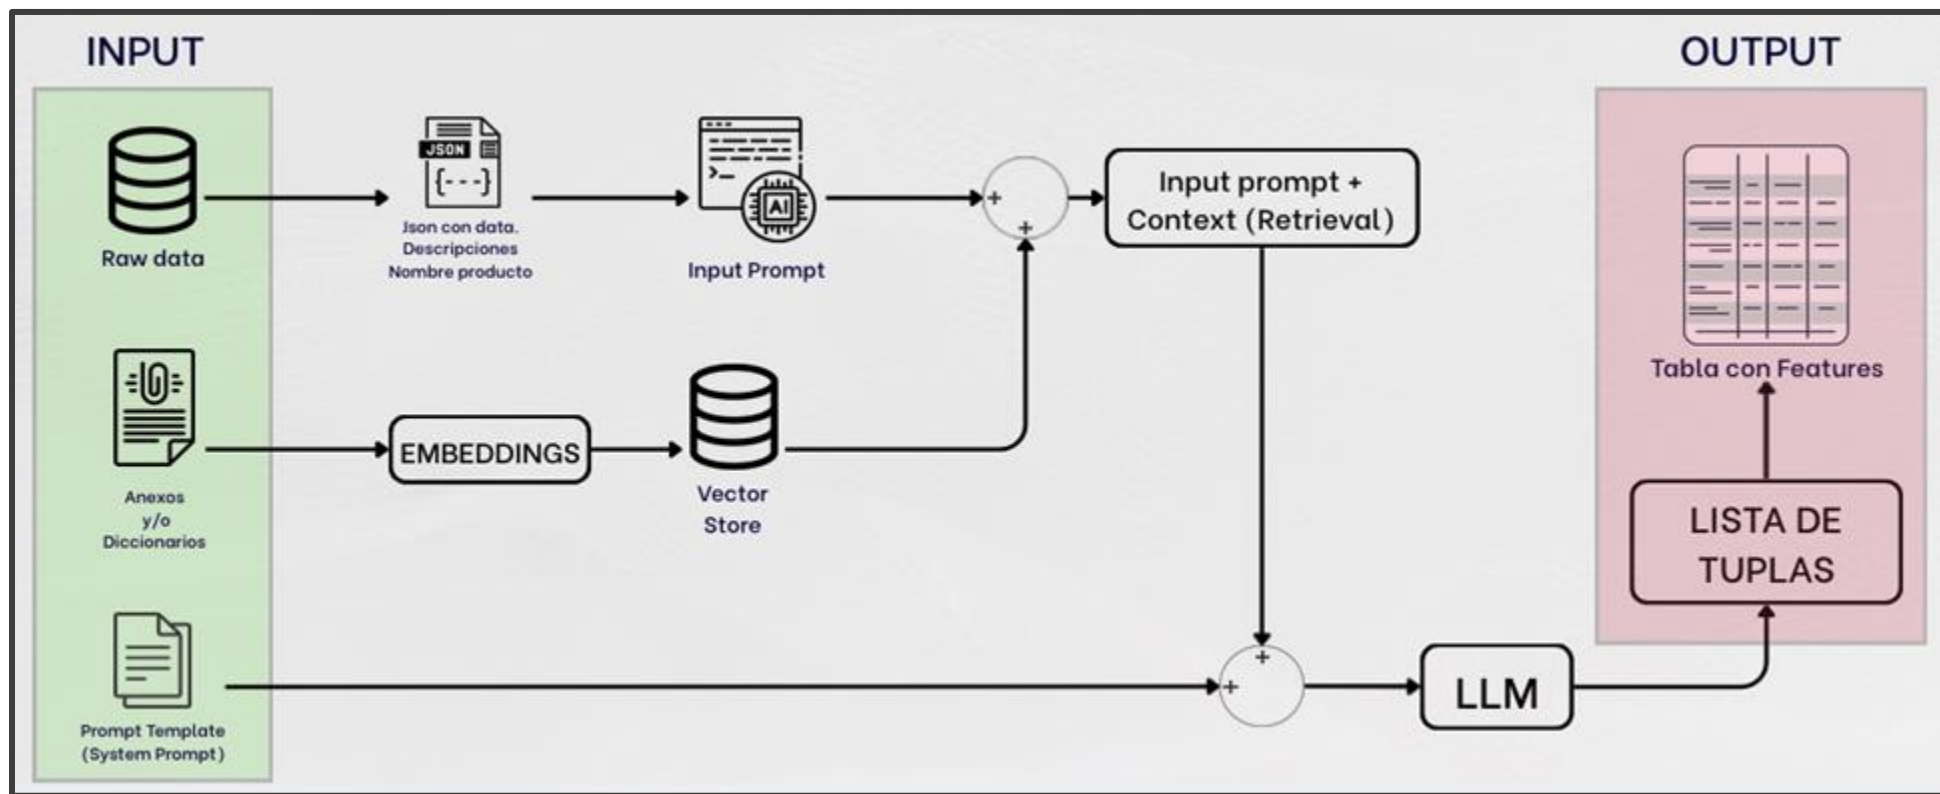 INPUT
OUTPUT
Raw data
JSON
{---}
Json con data.
Descripciones
Nombre producto
>_
AI
Input Prompt
+
+
Input prompt +
Context (Retrieval)
Anexos
y/o
Diccionarios
EMBEDDINGS
Vector
Store
Prompt Template
(System Prompt)
+
+
LLM
LISTA DE
TUPLAS
Tabla con Features